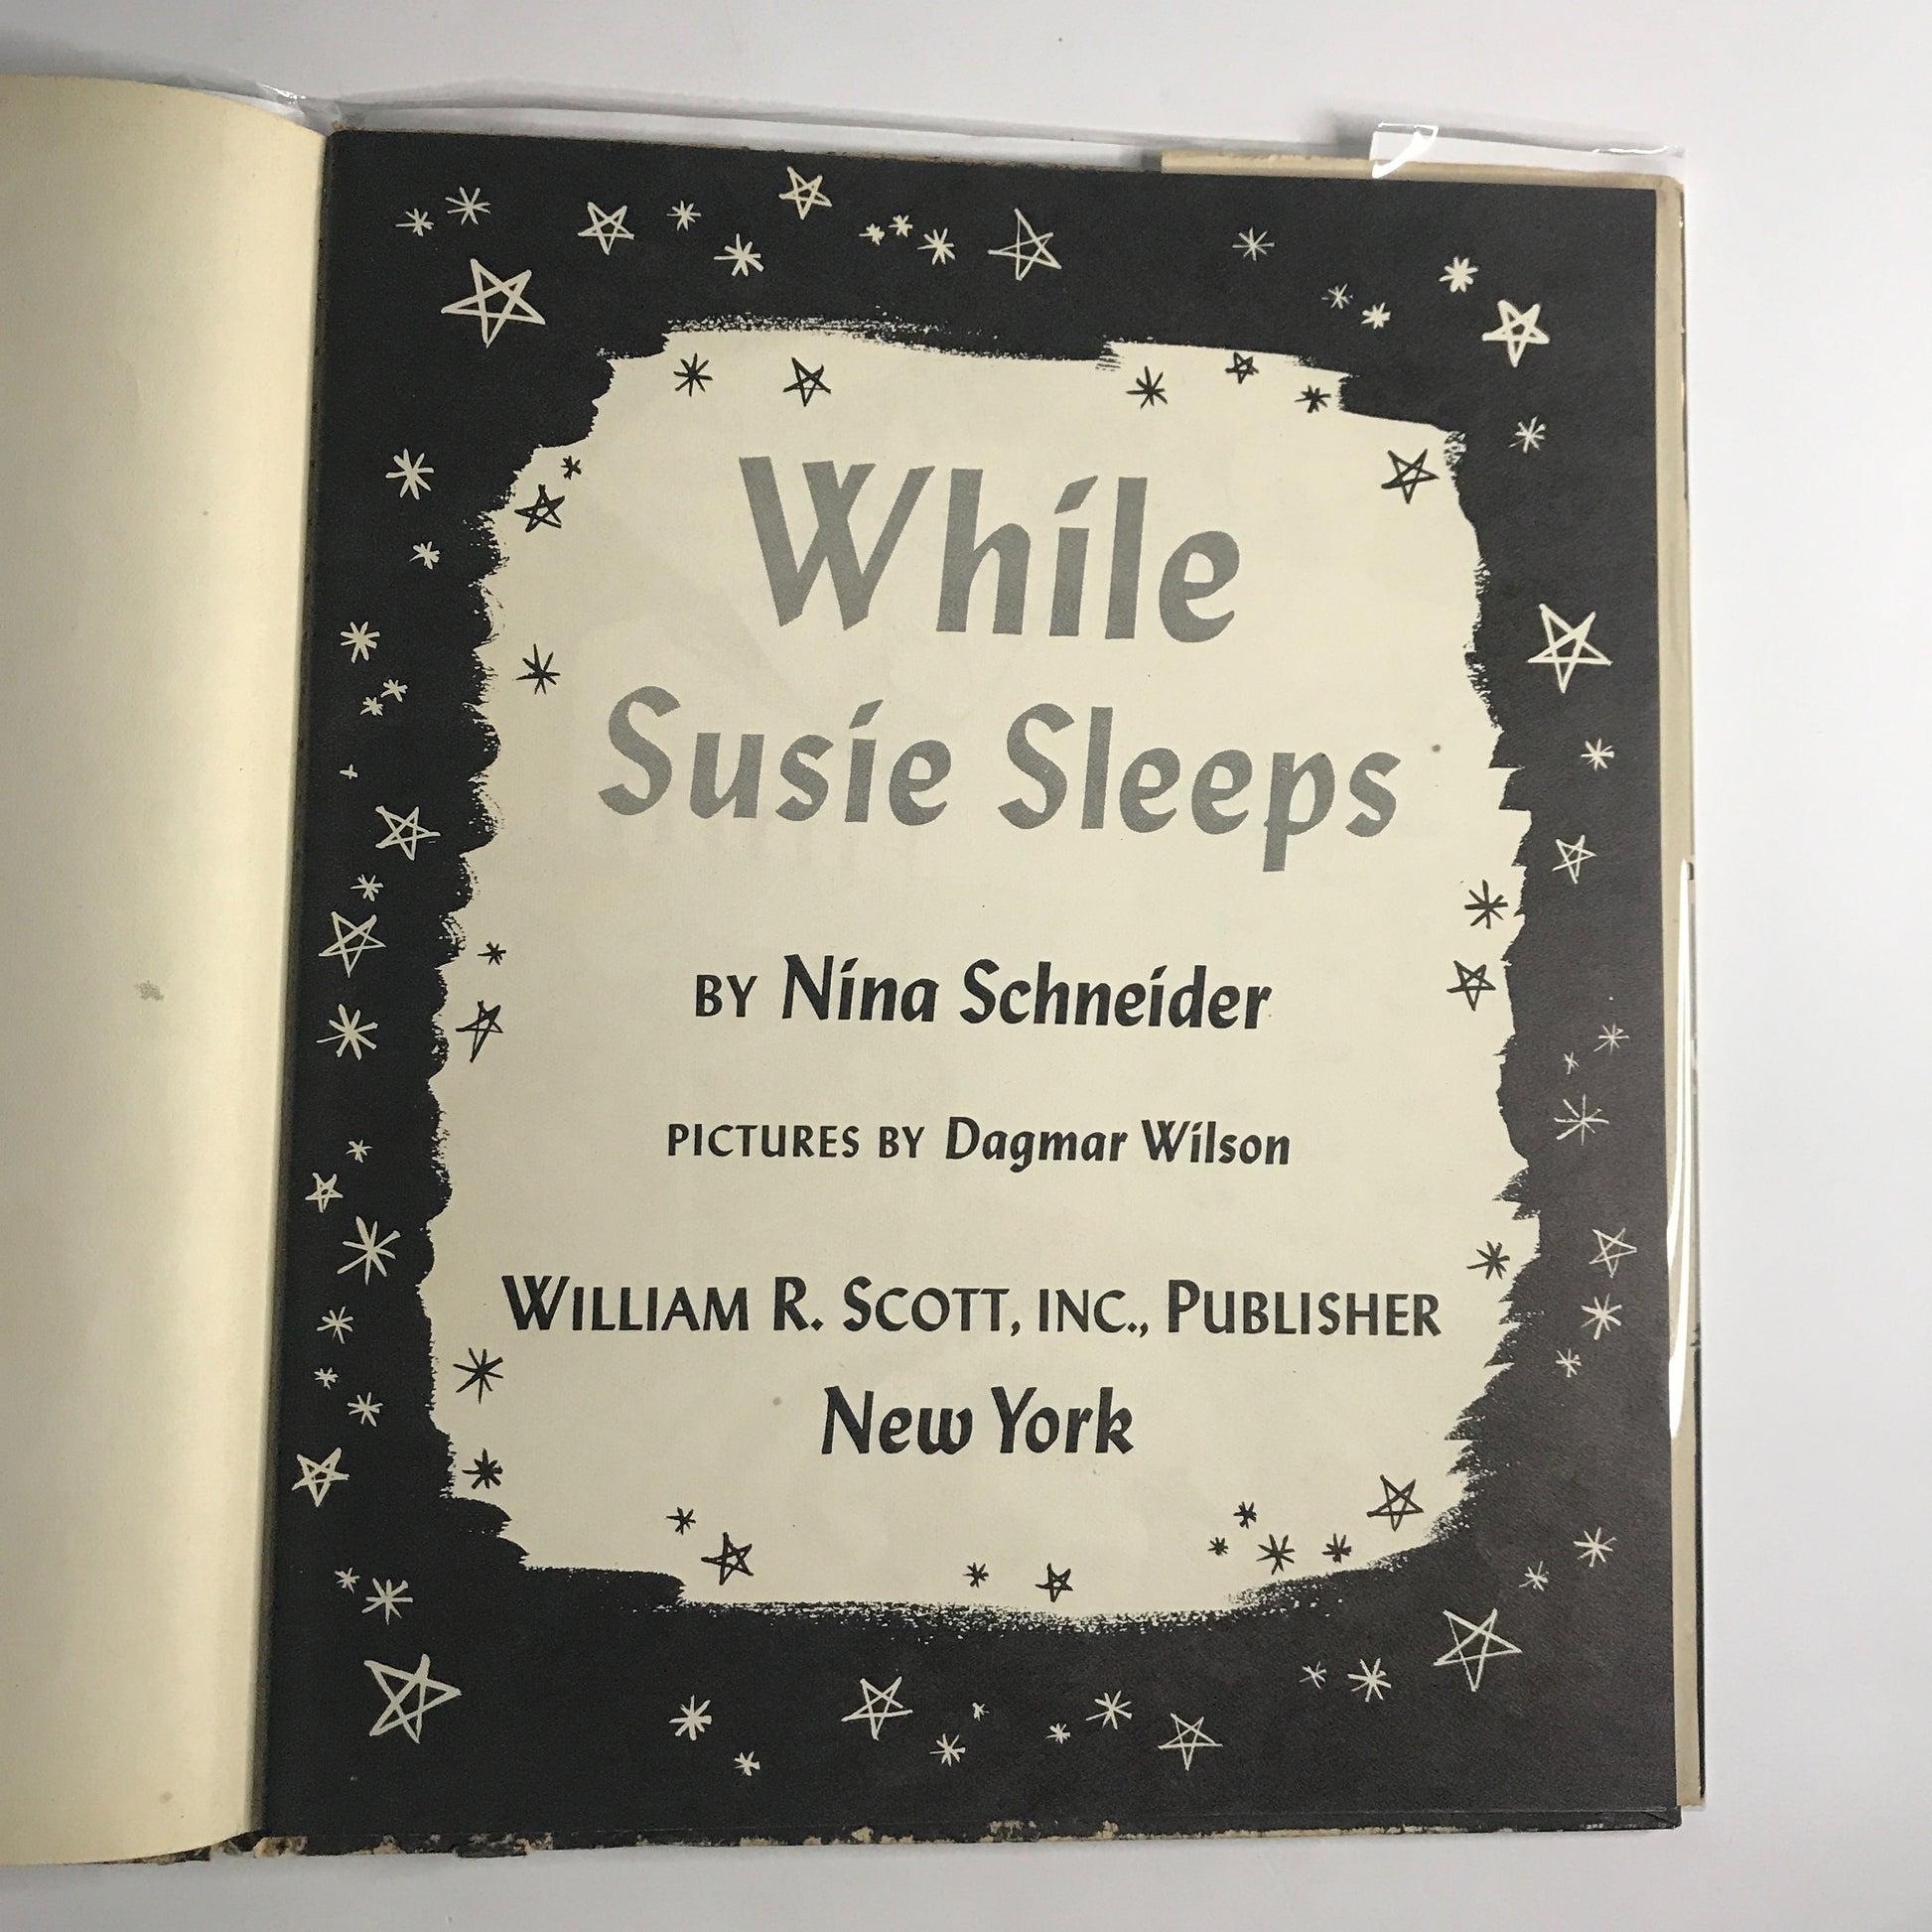 While
Susie Sleeps
BY Nina Schneider
PICTURES BY Dagmar Wilson
WILLIAM R. SCOTT, INC., PUBLISHER
New York